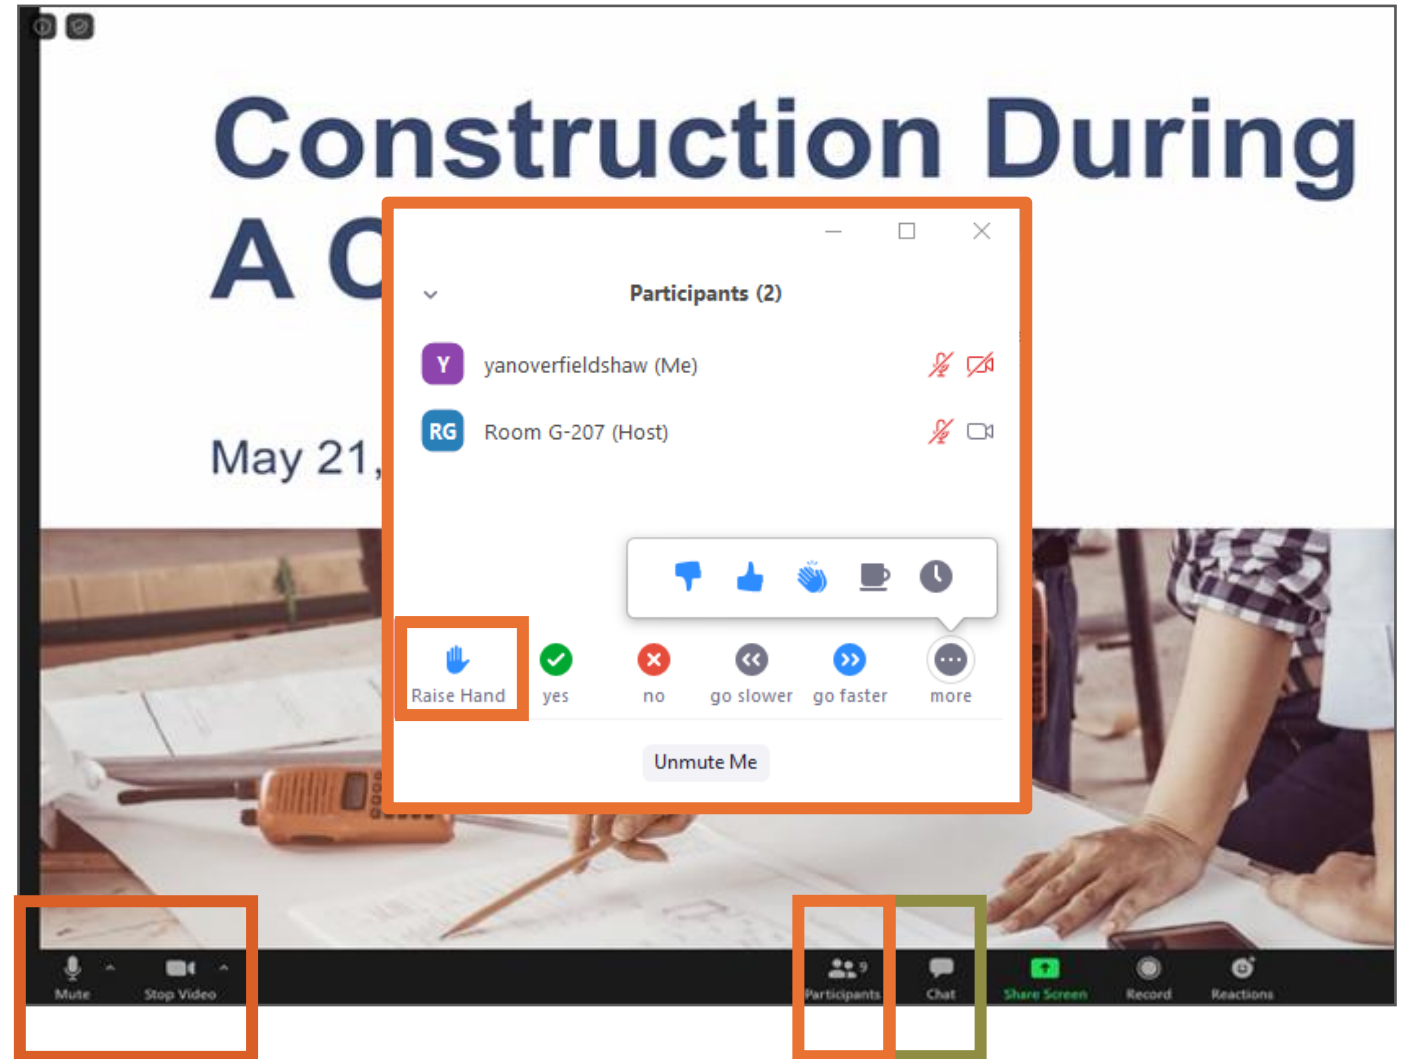 Construction During
A C
May 21,
Participants (2)
Y yanoverfieldshaw (Me)
RG Room G-207 (Host)
Raise Hand yes no go slower go faster more
Unmute Me
9
Mute Stop Video Participants Chat Share Screen Record Reactions